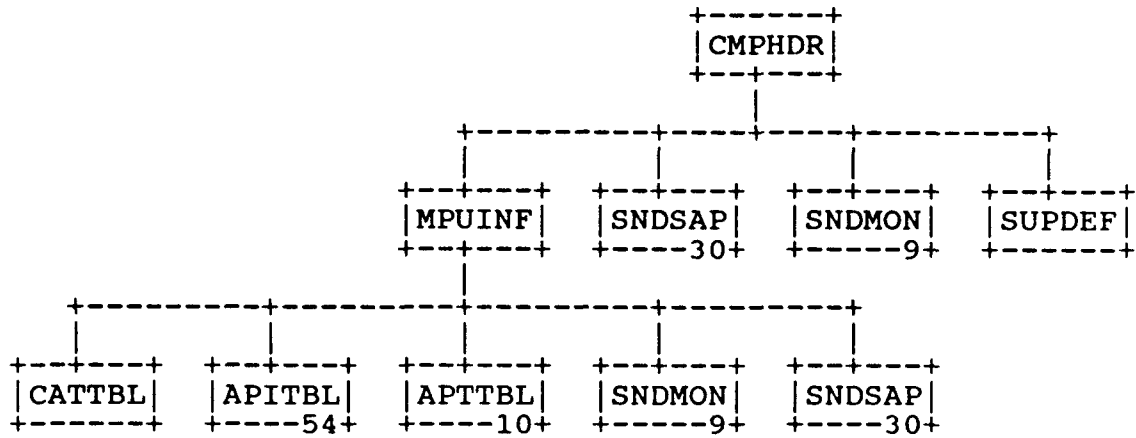 CMPHDR
MPUINF SNDSAP SNDMON SUPDEF
30 9
CATTBL APITBL APTTBL SNDMON SNDSAP
54 10 9 30